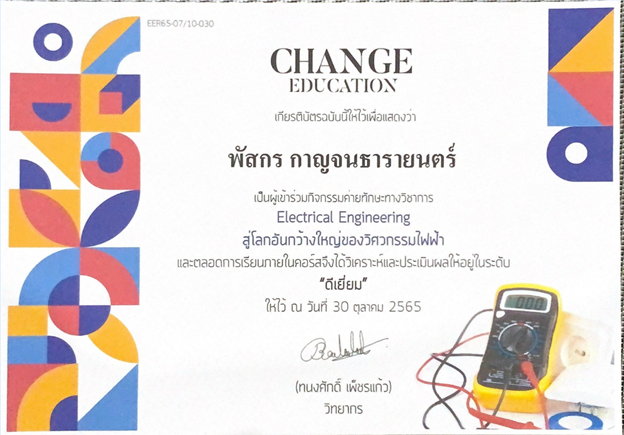 EER65-07/10-030
CHANGE
EDUCATION
เกียรติบัตรฉบับนี้ให้ไว้เพื่อแสดงว่า
พัสกร กาญจนธารายนตร์
เป็นผู้เข้าร่วมกิจกรรมค่ายทักษะทางวิชาการ
Electrical Engineering
สู่โลกอันกว้างใหญ่ของวิศวกรรมไฟฟ้า
และตลอดการเรียนภายในคอร์สจึงได้วิเคราะห์และประเมินผลให้อยู่ในระดับ
“ดีเยี่ยม”
ให้ไว้ ณ วันที่ 30 ตุลาคม 2565
(ทนงศักดิ์ เพ็ชรแก้ว)
วิทยากร